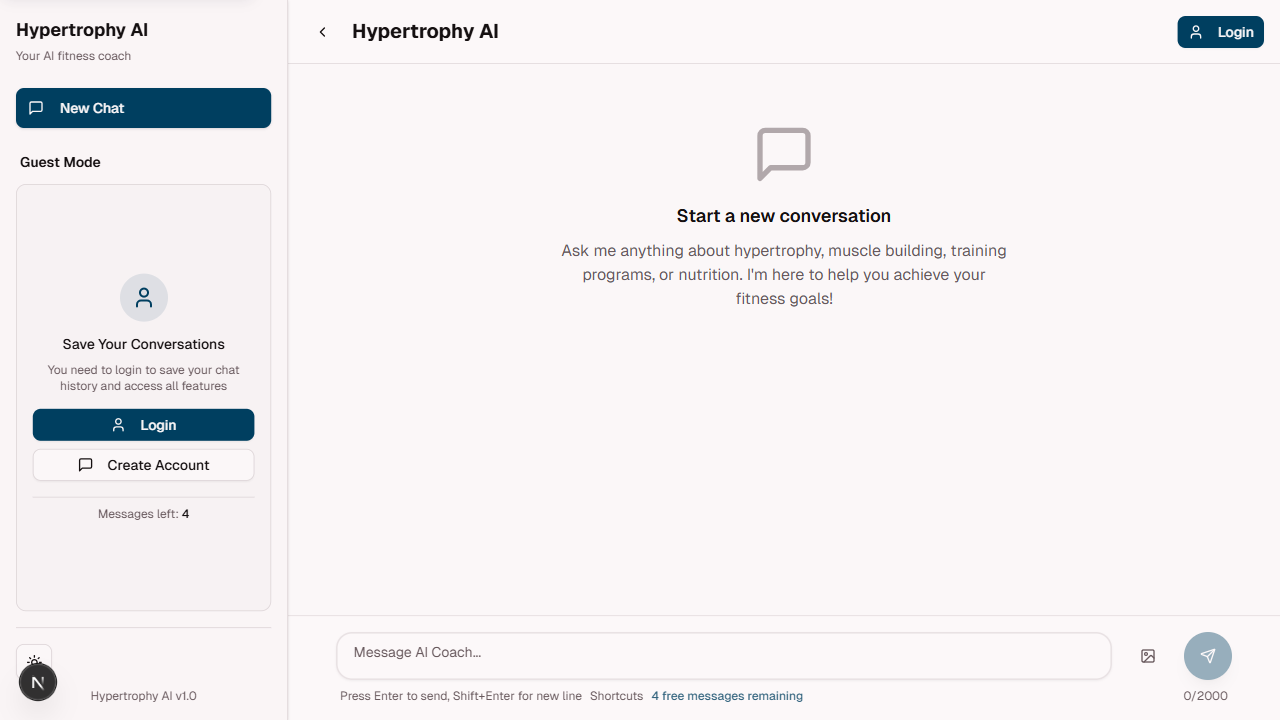 Hypertrophy AI
Your AI fitness coach
New Chat
Guest Mode
Save Your Conversations
You need to login to save your chat
history and access all features
Login
Create Account
Messages left: 4
N
Hypertrophy AI v1.0
Hypertrophy AI
Login
Start a new conversation
Ask me anything about hypertrophy, muscle building, training
programs, or nutrition. I'm here to help you achieve your
fitness goals!
Message AI Coach...
Press Enter to send, Shift+Enter for new line Shortcuts 4 free messages remaining
0/2000